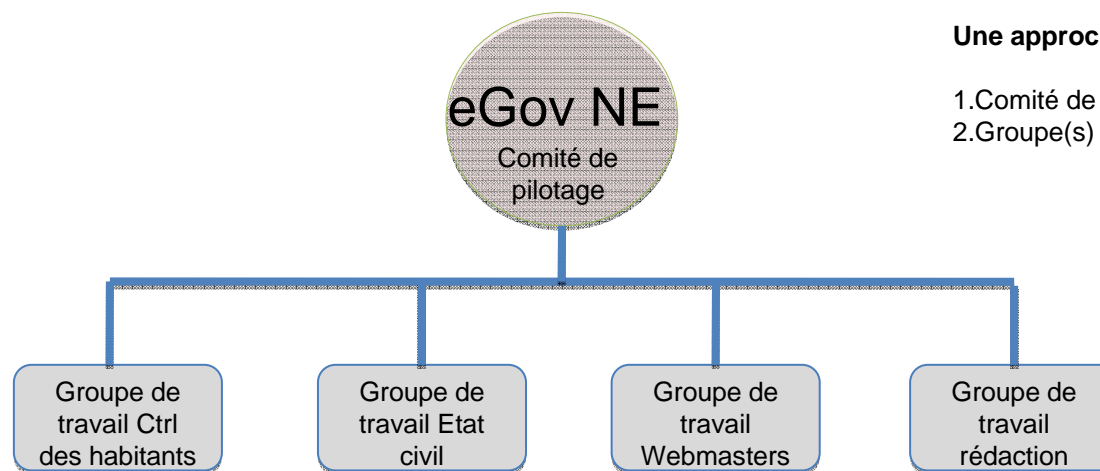 Une approc
1.Comité de
2.Groupe(s)
eGov NE
Comité de
pilotage
Groupe de
travail Ctrl
des habitants
Groupe de
travail Etat
civil
Groupe de
travail
Webmasters
Groupe de
travail
rédaction